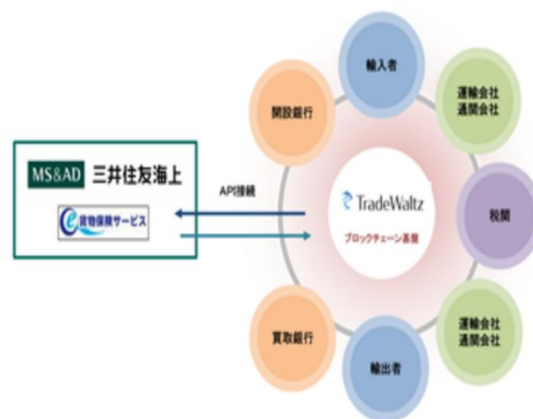 輸入者
開設銀行
運輸会社
通関会社
MS&AD 三井住友海上
e貨物保険サービス
API接続
TradeWaltz
ブロックチェーン基盤
税関
買取銀行
運輸会社
通関会社
輸出者